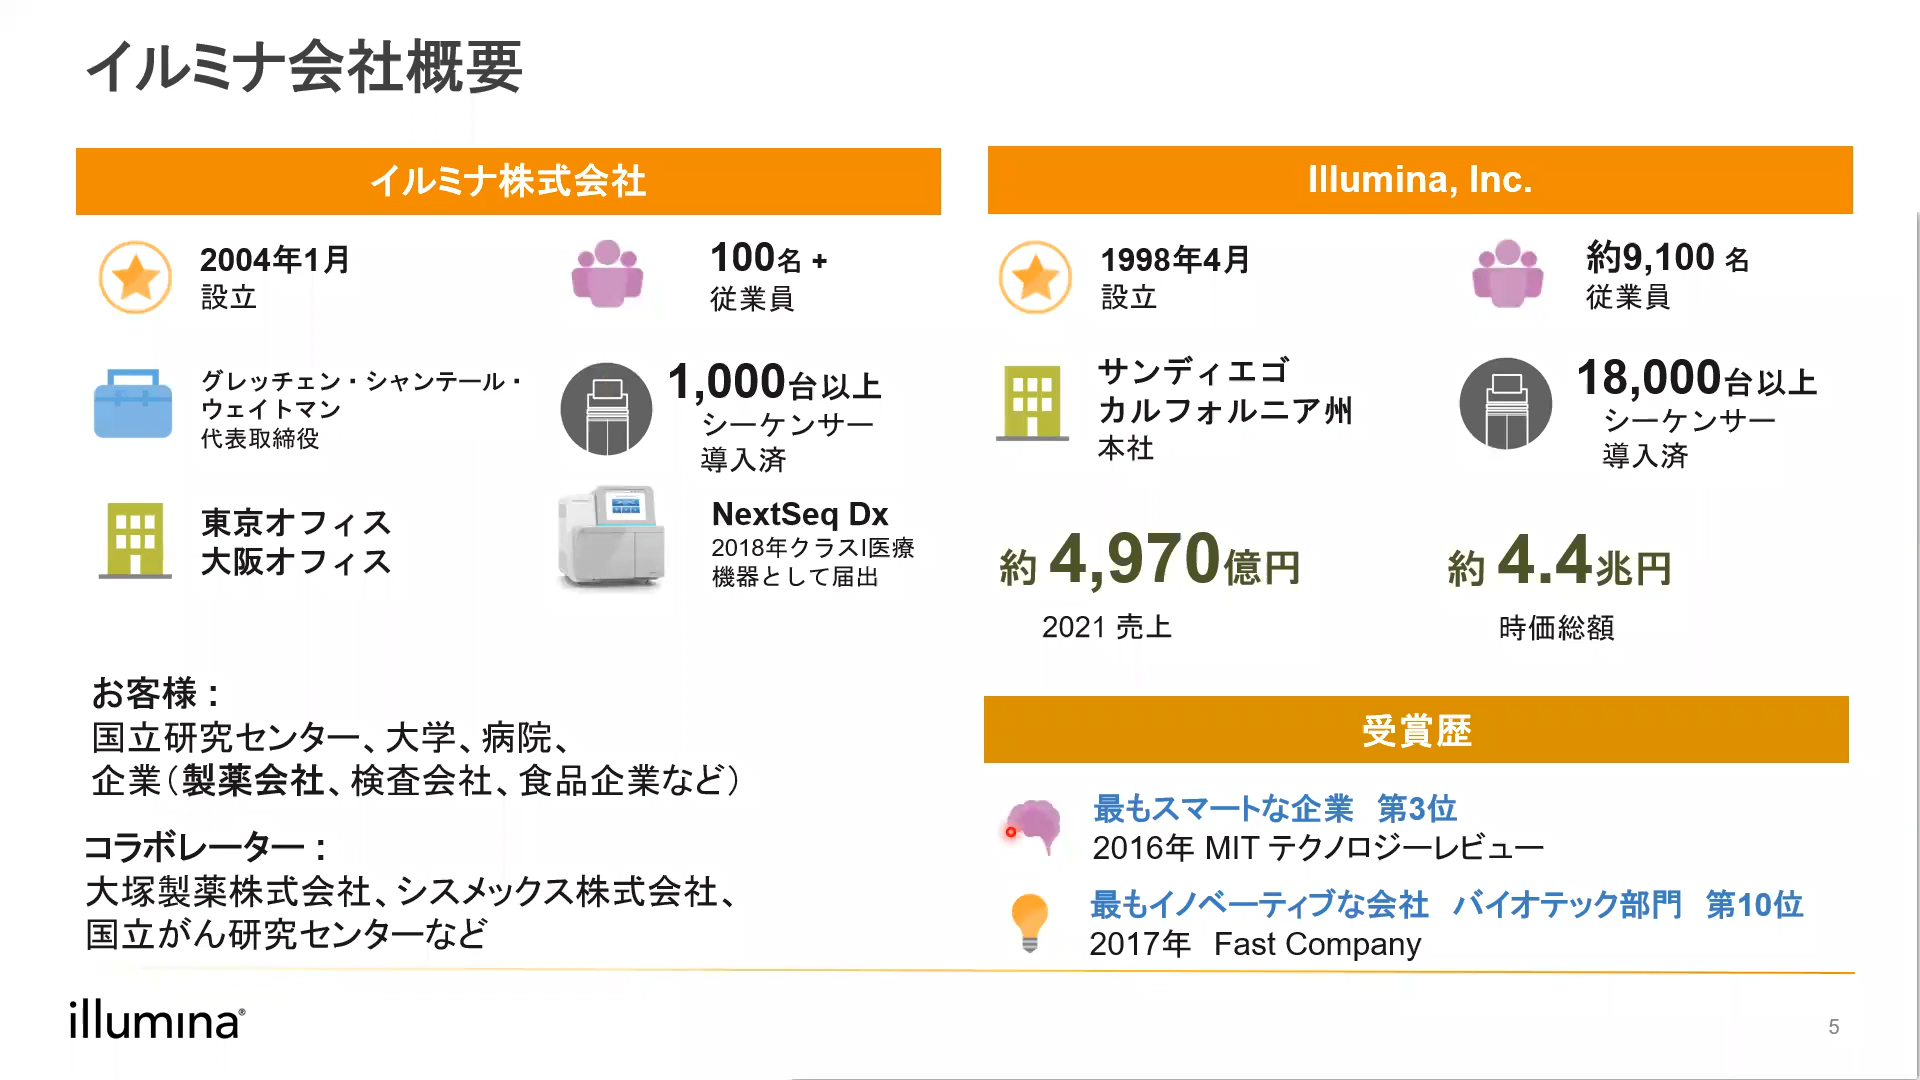 イルミナ会社概要
イルミナ株式会社
2004年1月
設立
100名 +
従業員
グレッチェン・シャンテール・
ウェイトマン
代表取締役
1,000台以上
シーケンサー
導入済
東京オフィス
大阪オフィス
NextSeq Dx
2018年クラスI医療
機器として届出
お客様：
国立研究センター、大学、病院、
企業（製薬会社、検査会社、食品企業など）
コラボレーター：
大塚製薬株式会社、シスメックス株式会社、
国立がん研究センターなど
Illumina, Inc.
1998年4月
設立
約9,100 名
従業員
サンディエゴ
カルフォルニア州
本社
18,000台以上
シーケンサー
導入済
約 4,970億円
2021 売上
約 4.4兆円
時価総額
受賞歴
最もスマートな企業　第3位
2016年 MIT テクノロジーレビュー
最もイノベーティブな会社　バイオテック部門　第10位
2017年　Fast Company
illumina®
5